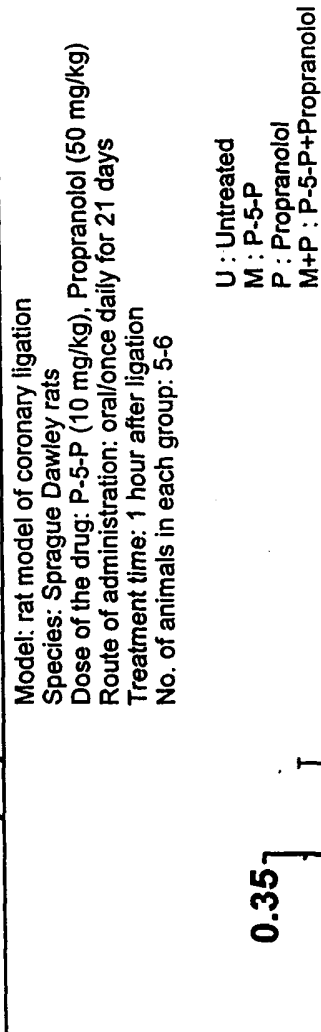 Model: rat model of coronary ligation
Species: Sprague Dawley rats
Dose of the drug: P-5-P (10 mg/kg), Propranolol (50 mg/kg)
Route of administration: oral/once daily for 21 days
Treatment time: 1 hour after ligation
No. of animals in each group: 5-6
U : Untreated
M : P-5-P
P : Propranolol
M+P : P-5-P+Propranolol
0.35